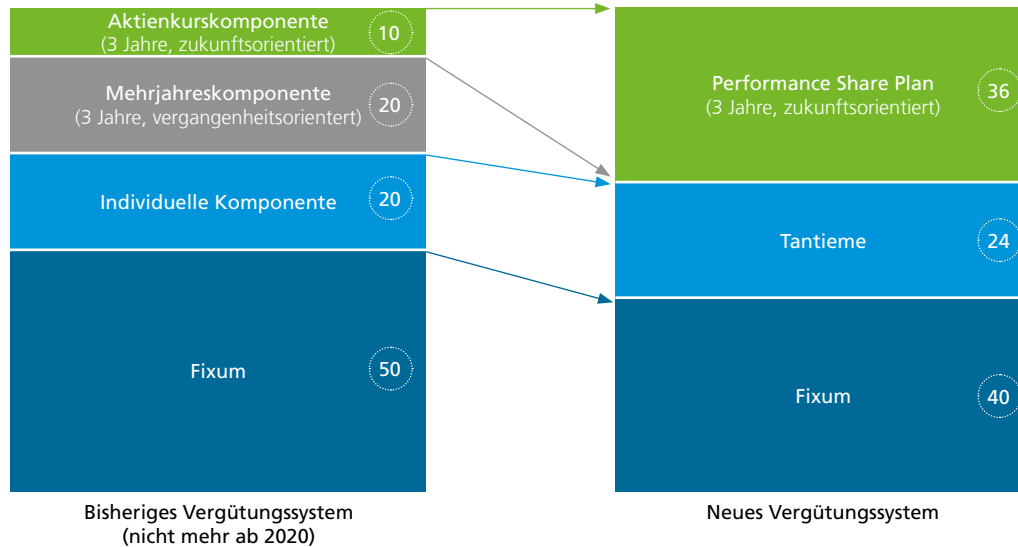 Aktienkurskomponente
(3 Jahre, zukunftsorientiert)
10
Mehrjahreskomponente
(3 Jahre, vergangenheitsorientert)
20
Individuelle Komponente
20
Fixum
50
Bisheriges Vergütungssystem
(nicht mehr ab 2020)
Performance Share Plan
(3 Jahre, zukunftsorientiert)
36
Tantieme
24
Fixum
40
Neues Vergütungssystem